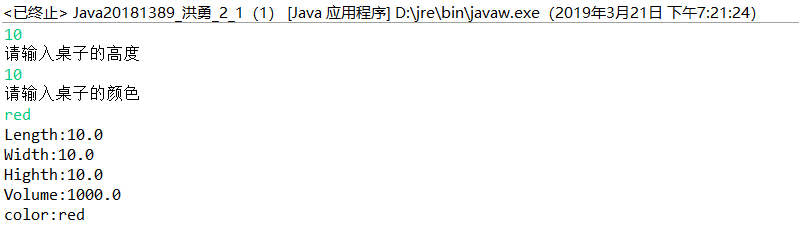 <已终止> Java20181389_洪勇_2_1（1） [Java 应用程序] D:\jre\bin\javaw.exe（2019年3月21日 下午7:21:24）
10
请输入桌子的高度
10
请输入桌子的颜色
red
Length:10.0
Width:10.0
Highth:10.0
Volume:1000.0
color:red